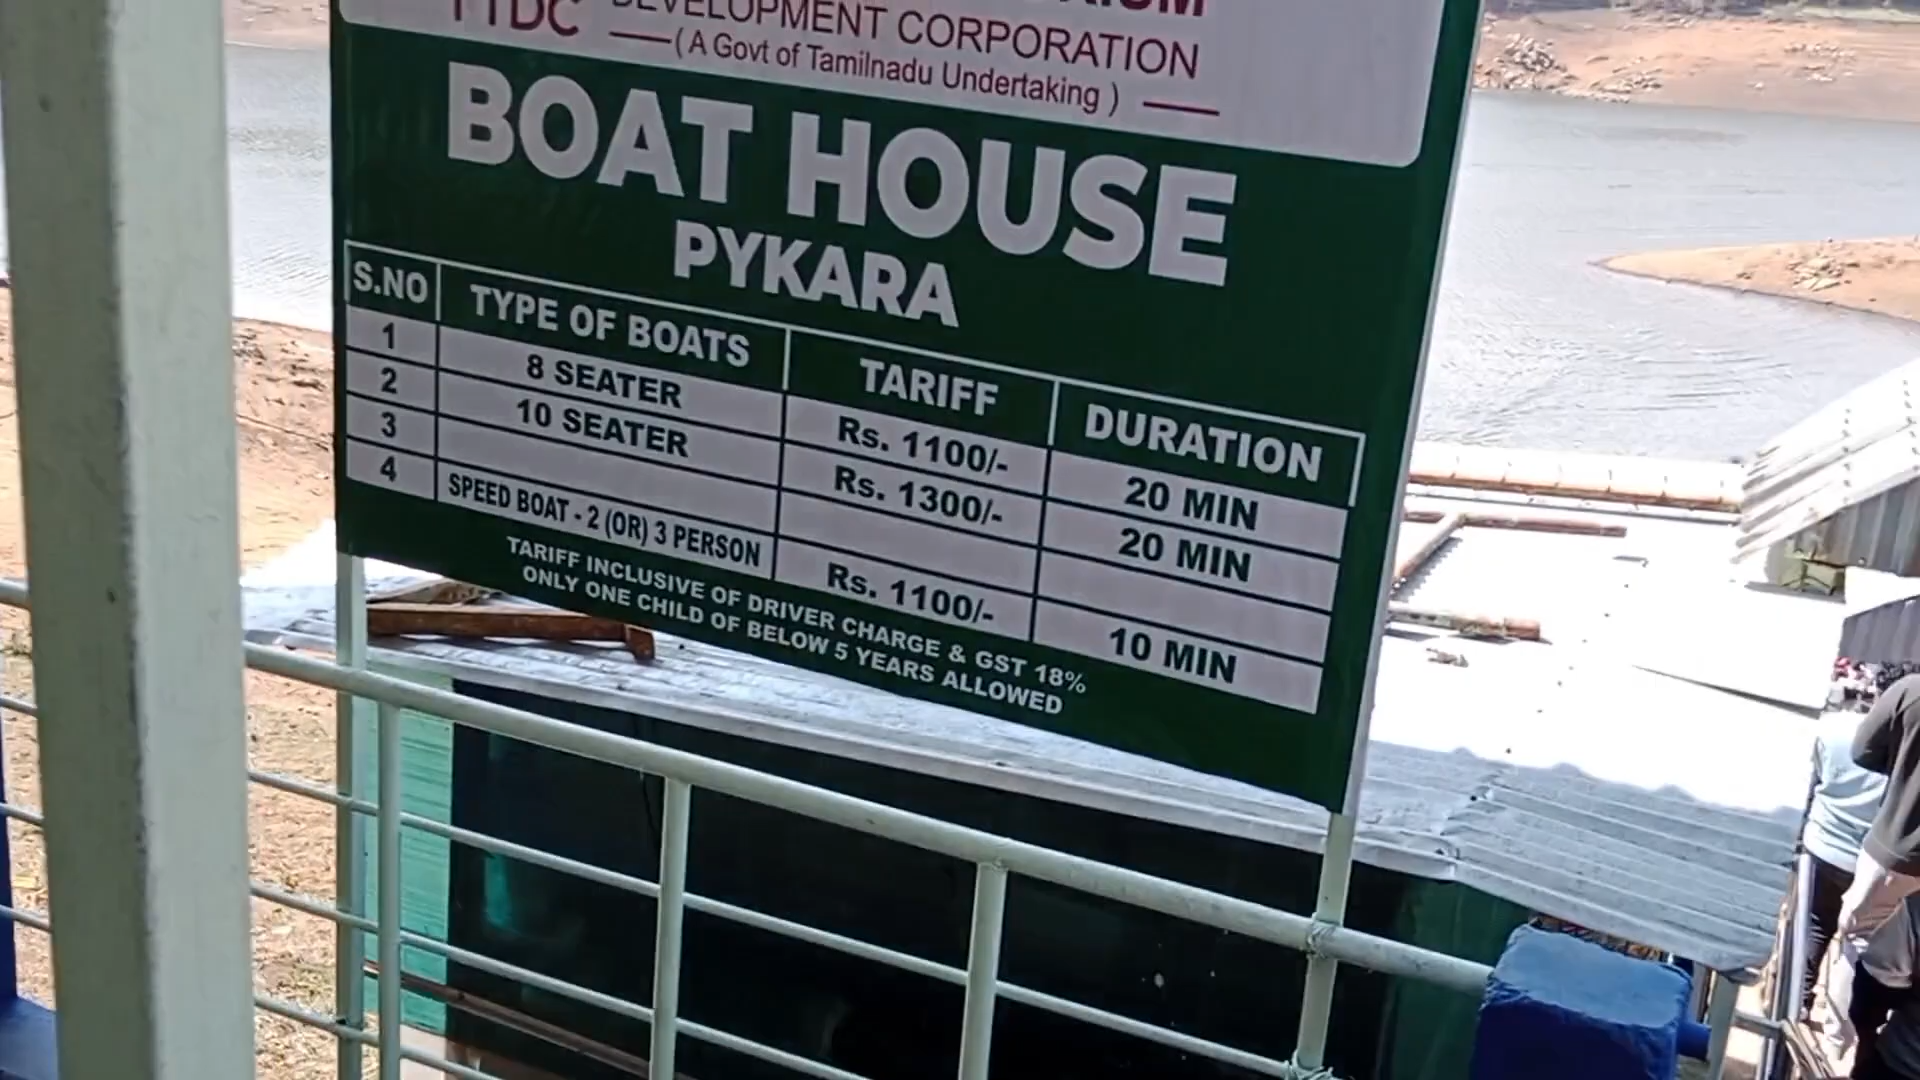 TTDC DEVELOPMENT CORPORATION
( A Govt of Tamilnadu Undertaking )
BOAT HOUSE
PYKARA
S.NO TYPE OF BOATS TARIFF DURATION
1 8 SEATER Rs. 1100/- 20 MIN
2 10 SEATER Rs. 1300/- 20 MIN
3
4 SPEED BOAT - 2 (OR) 3 PERSON Rs. 1100/- 10 MIN
TARIFF INCLUSIVE OF DRIVER CHARGE & GST 18%
ONLY ONE CHILD OF BELOW 5 YEARS ALLOWED